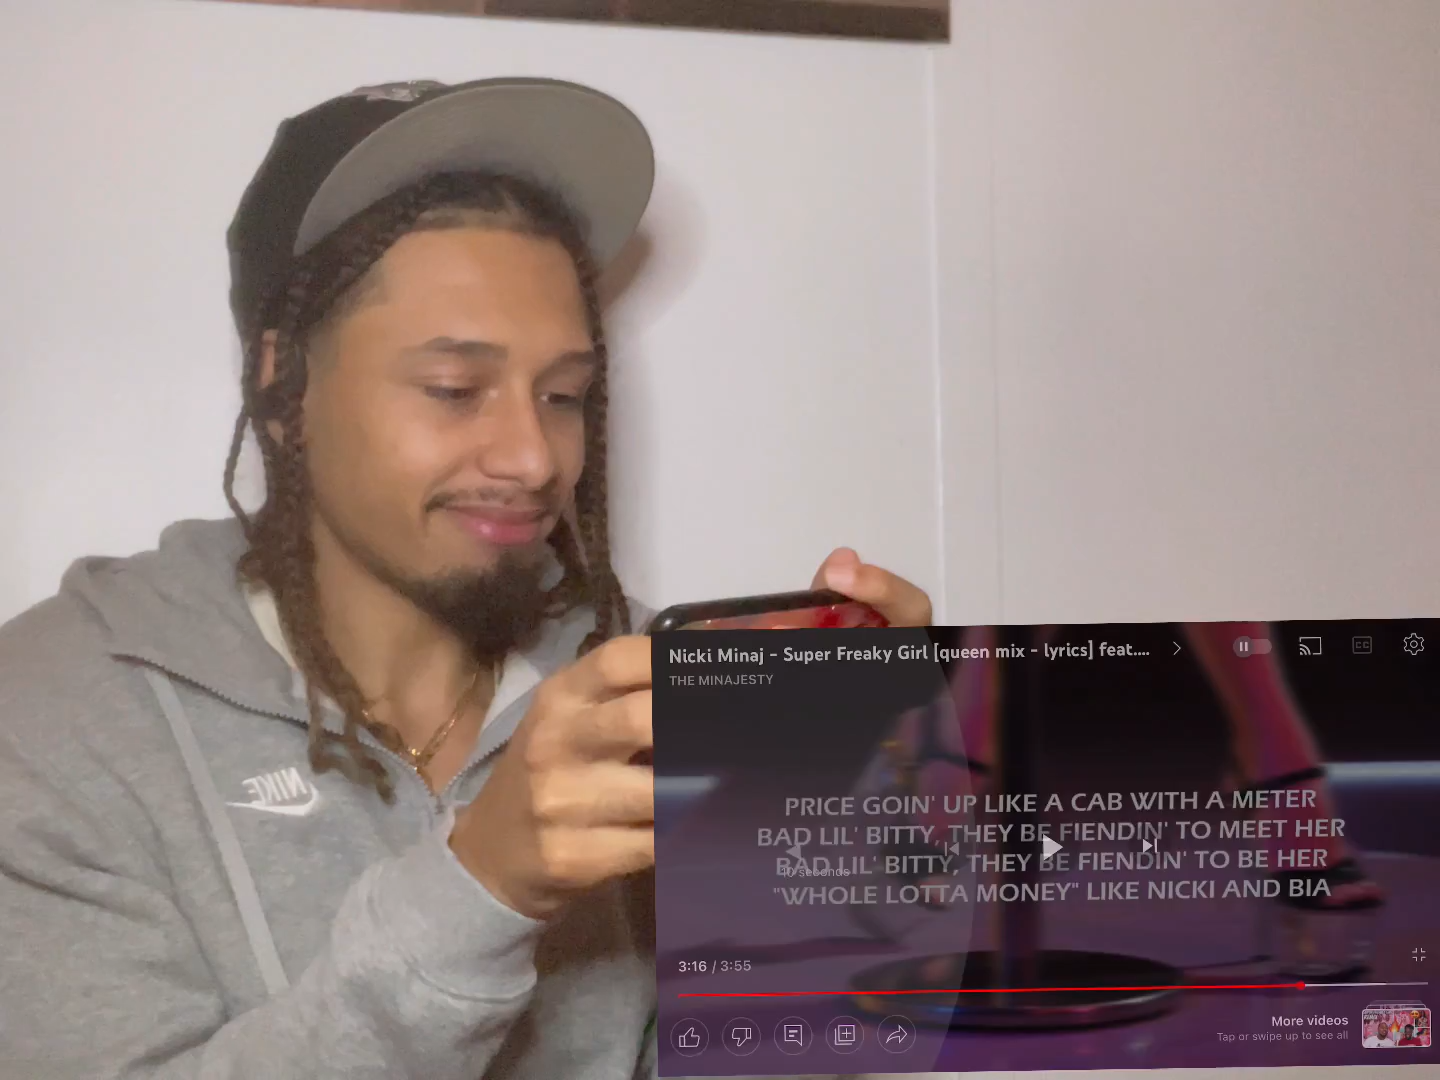 Nicki Minaj - Super Freaky Girl [queen mix - lyrics] feat....
THE MINAJESTY
NIKE
PRICE GOIN' UP LIKE A CAB WITH A METER
BAD LIL' BITTY, THEY BE FIENDIN' TO MEET HER
BAD LIL' BITTY, THEY BE FIENDIN' TO BE HER
"WHOLE LOTTA MONEY" LIKE NICKI AND BIA
10 seconds
3:16 / 3:55
More videos
Tap or swipe up to see all